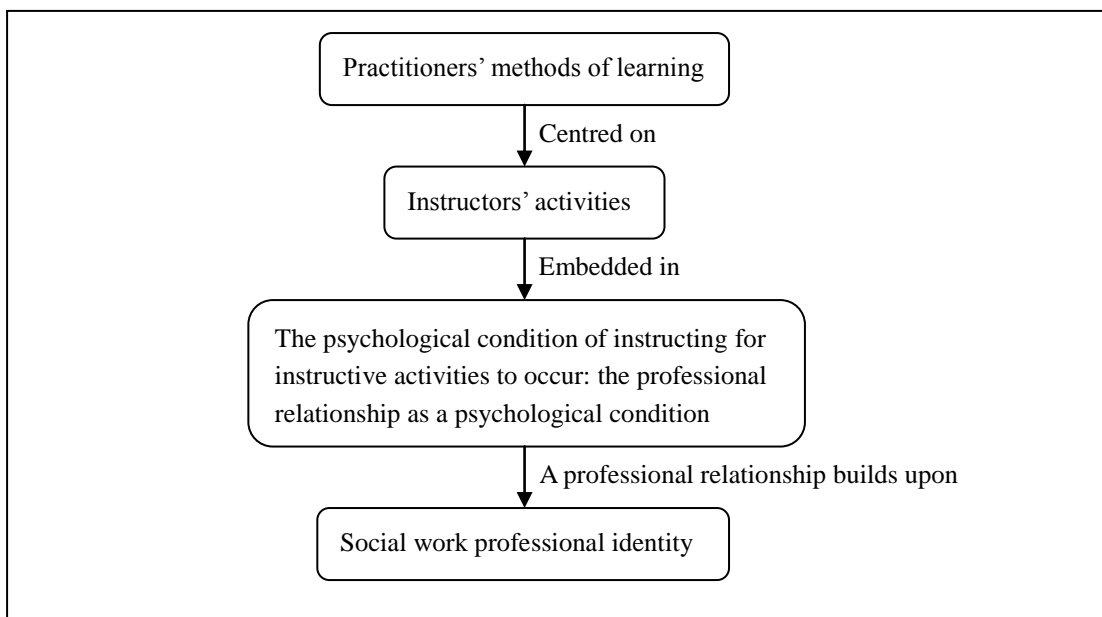 Practitioners’ methods of learning
Centred on
Instructors’ activities
Embedded in
The psychological condition of instructing for
instructive activities to occur: the professional
relationship as a psychological condition
A professional relationship builds upon
Social work professional identity